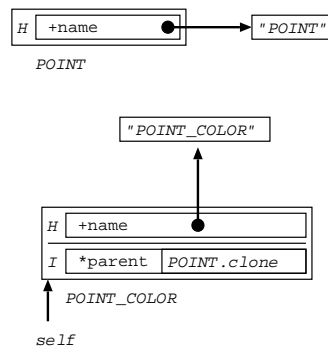 H +name "POINT"
POINT
"POINT_COLOR"
H +name
I *parent POINT.clone
POINT_COLOR
self